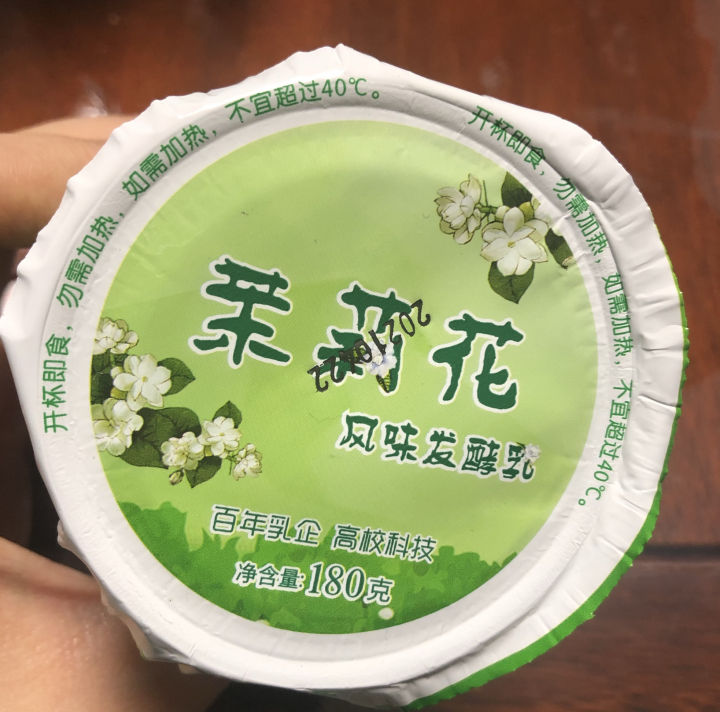 开杯即食，勿需加热，如需加热，不宜超过40℃。
开杯即食，勿需加热，如需加热，不宜超过40℃。
茉莉花
20210422
风味发酵乳
百年乳企 高校科技
净含量:180克